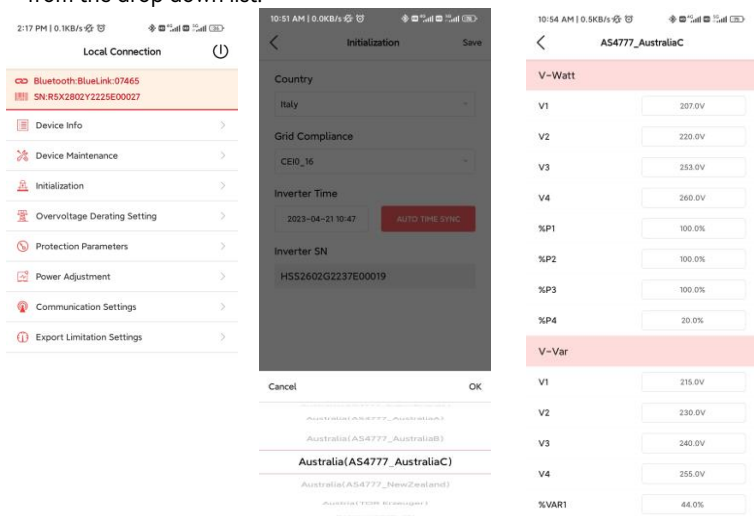 from the drop down list.
2:17 PM | 0.1KB/s
Local Connection
Bluetooth:BlueLink:07465
SN:R5X2802Y2225E00027
Device Info
Device Maintenance
Initialization
Overvoltage Derating Setting
Protection Parameters
Power Adjustment
Communication Settings
Export Limitation Settings
10:51 AM | 0.0KB/s
Initialization
Save
Country
Italy
Grid Compliance
CEI0_16
Inverter Time
2023-04-21 10:47
AUTO TIME SYNC
Inverter SN
HSS2602G2237E00019
Cancel
OK
Australia(AS4777_AustraliaA)
Australia(AS4777_AustraliaB)
Australia(AS4777_AustraliaC)
Australia(AS4777_NewZealand)
Austria(TOR Erzeuger)
10:54 AM | 0.5KB/s
AS4777_AustraliaC
V-Watt
V1 207.0V
V2 220.0V
V3 253.0V
V4 260.0V
%P1 100.0%
%P2 100.0%
%P3 100.0%
%P4 20.0%
V-Var
V1 215.0V
V2 230.0V
V3 240.0V
V4 255.0V
%VAR1 44.0%